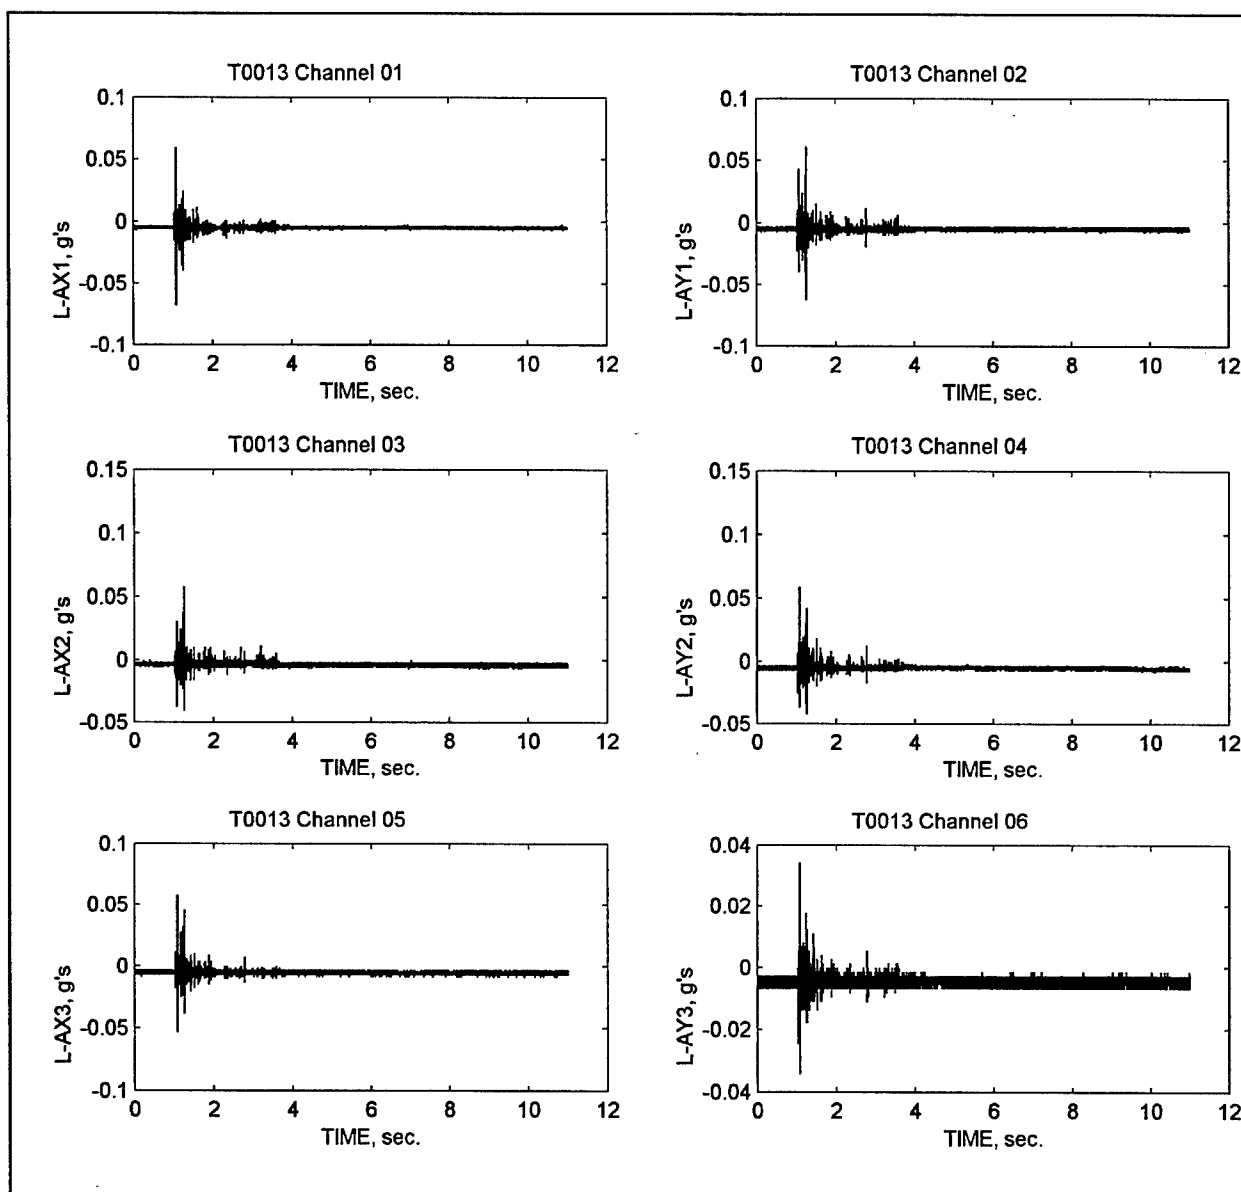 T0013 Channel 01
0.1
0.05
0
-0.05
-0.1
L-AX1, g's
0 2 4 6 8 10 12
TIME, sec.
T0013 Channel 02
0.1
0.05
0
-0.05
-0.1
L-AY1, g's
0 2 4 6 8 10 12
TIME, sec.
T0013 Channel 03
0.15
0.1
0.05
0
-0.05
L-AX2, g's
0 2 4 6 8 10 12
TIME, sec.
T0013 Channel 04
0.15
0.1
0.05
0
-0.05
L-AY2, g's
0 2 4 6 8 10 12
TIME, sec.
T0013 Channel 05
0.1
0.05
0
-0.05
-0.1
L-AX3, g's
0 2 4 6 8 10 12
TIME, sec.
T0013 Channel 06
0.04
0.02
0
-0.02
-0.04
L-AY3, g's
0 2 4 6 8 10 12
TIME, sec.